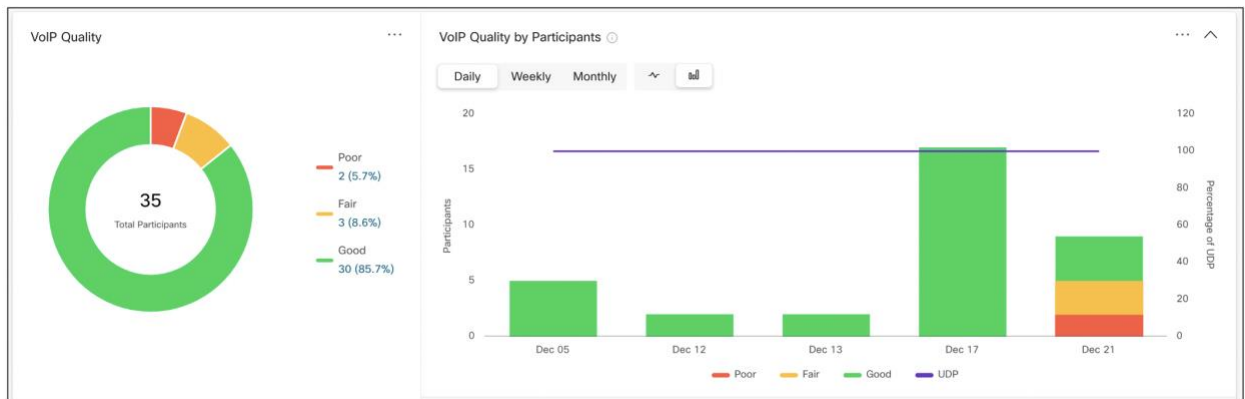 VoIP Quality
...
35
Total Participants
Poor
2 (5.7%)
Fair
3 (8.6%)
Good
30 (85.7%)
VoIP Quality by Participants
...
Daily Weekly Monthly
20 120
100
15
80
10
60
40
5
20
0 0
Participants
Percentage of UDP
Dec 05 Dec 12 Dec 13 Dec 17 Dec 21
Poor Fair Good UDP